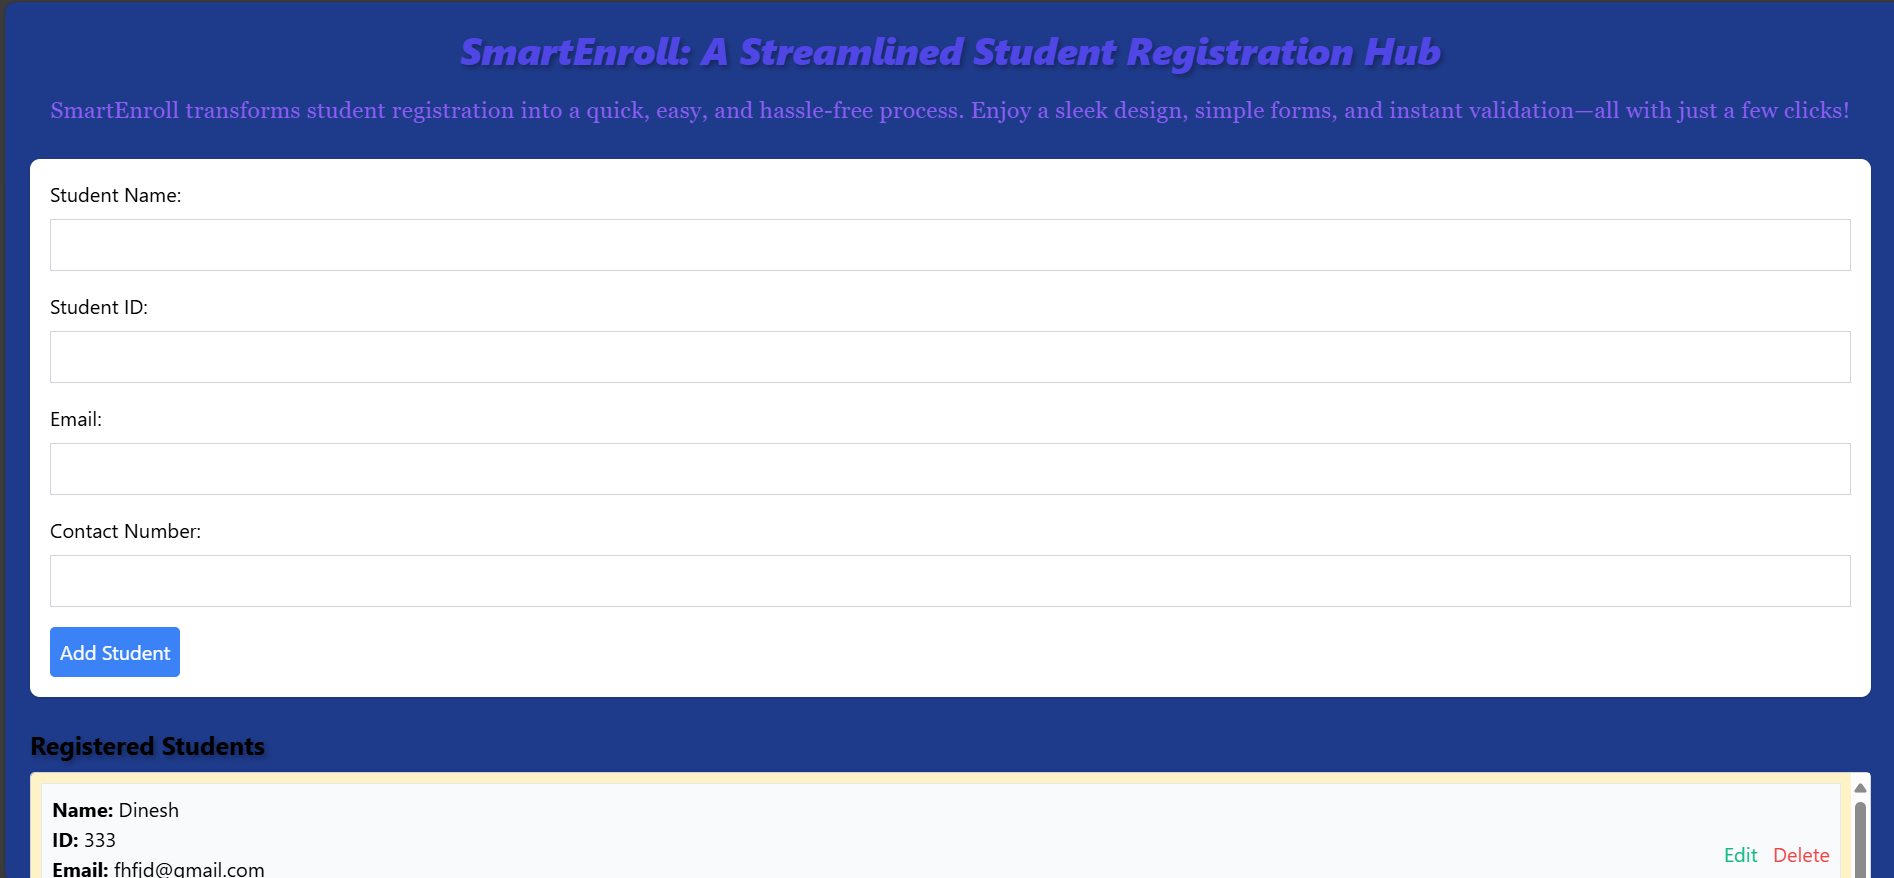 SmartEnroll: A Streamlined Student Registration Hub
SmartEnroll transforms student registration into a quick, easy, and hassle-free process. Enjoy a sleek design, simple forms, and instant validation—all with just a few clicks!
Student Name:
Student ID:
Email:
Contact Number:
Add Student
Registered Students
Name: Dinesh
ID: 333
Edit Delete
Email: fhfjd@gmail.com